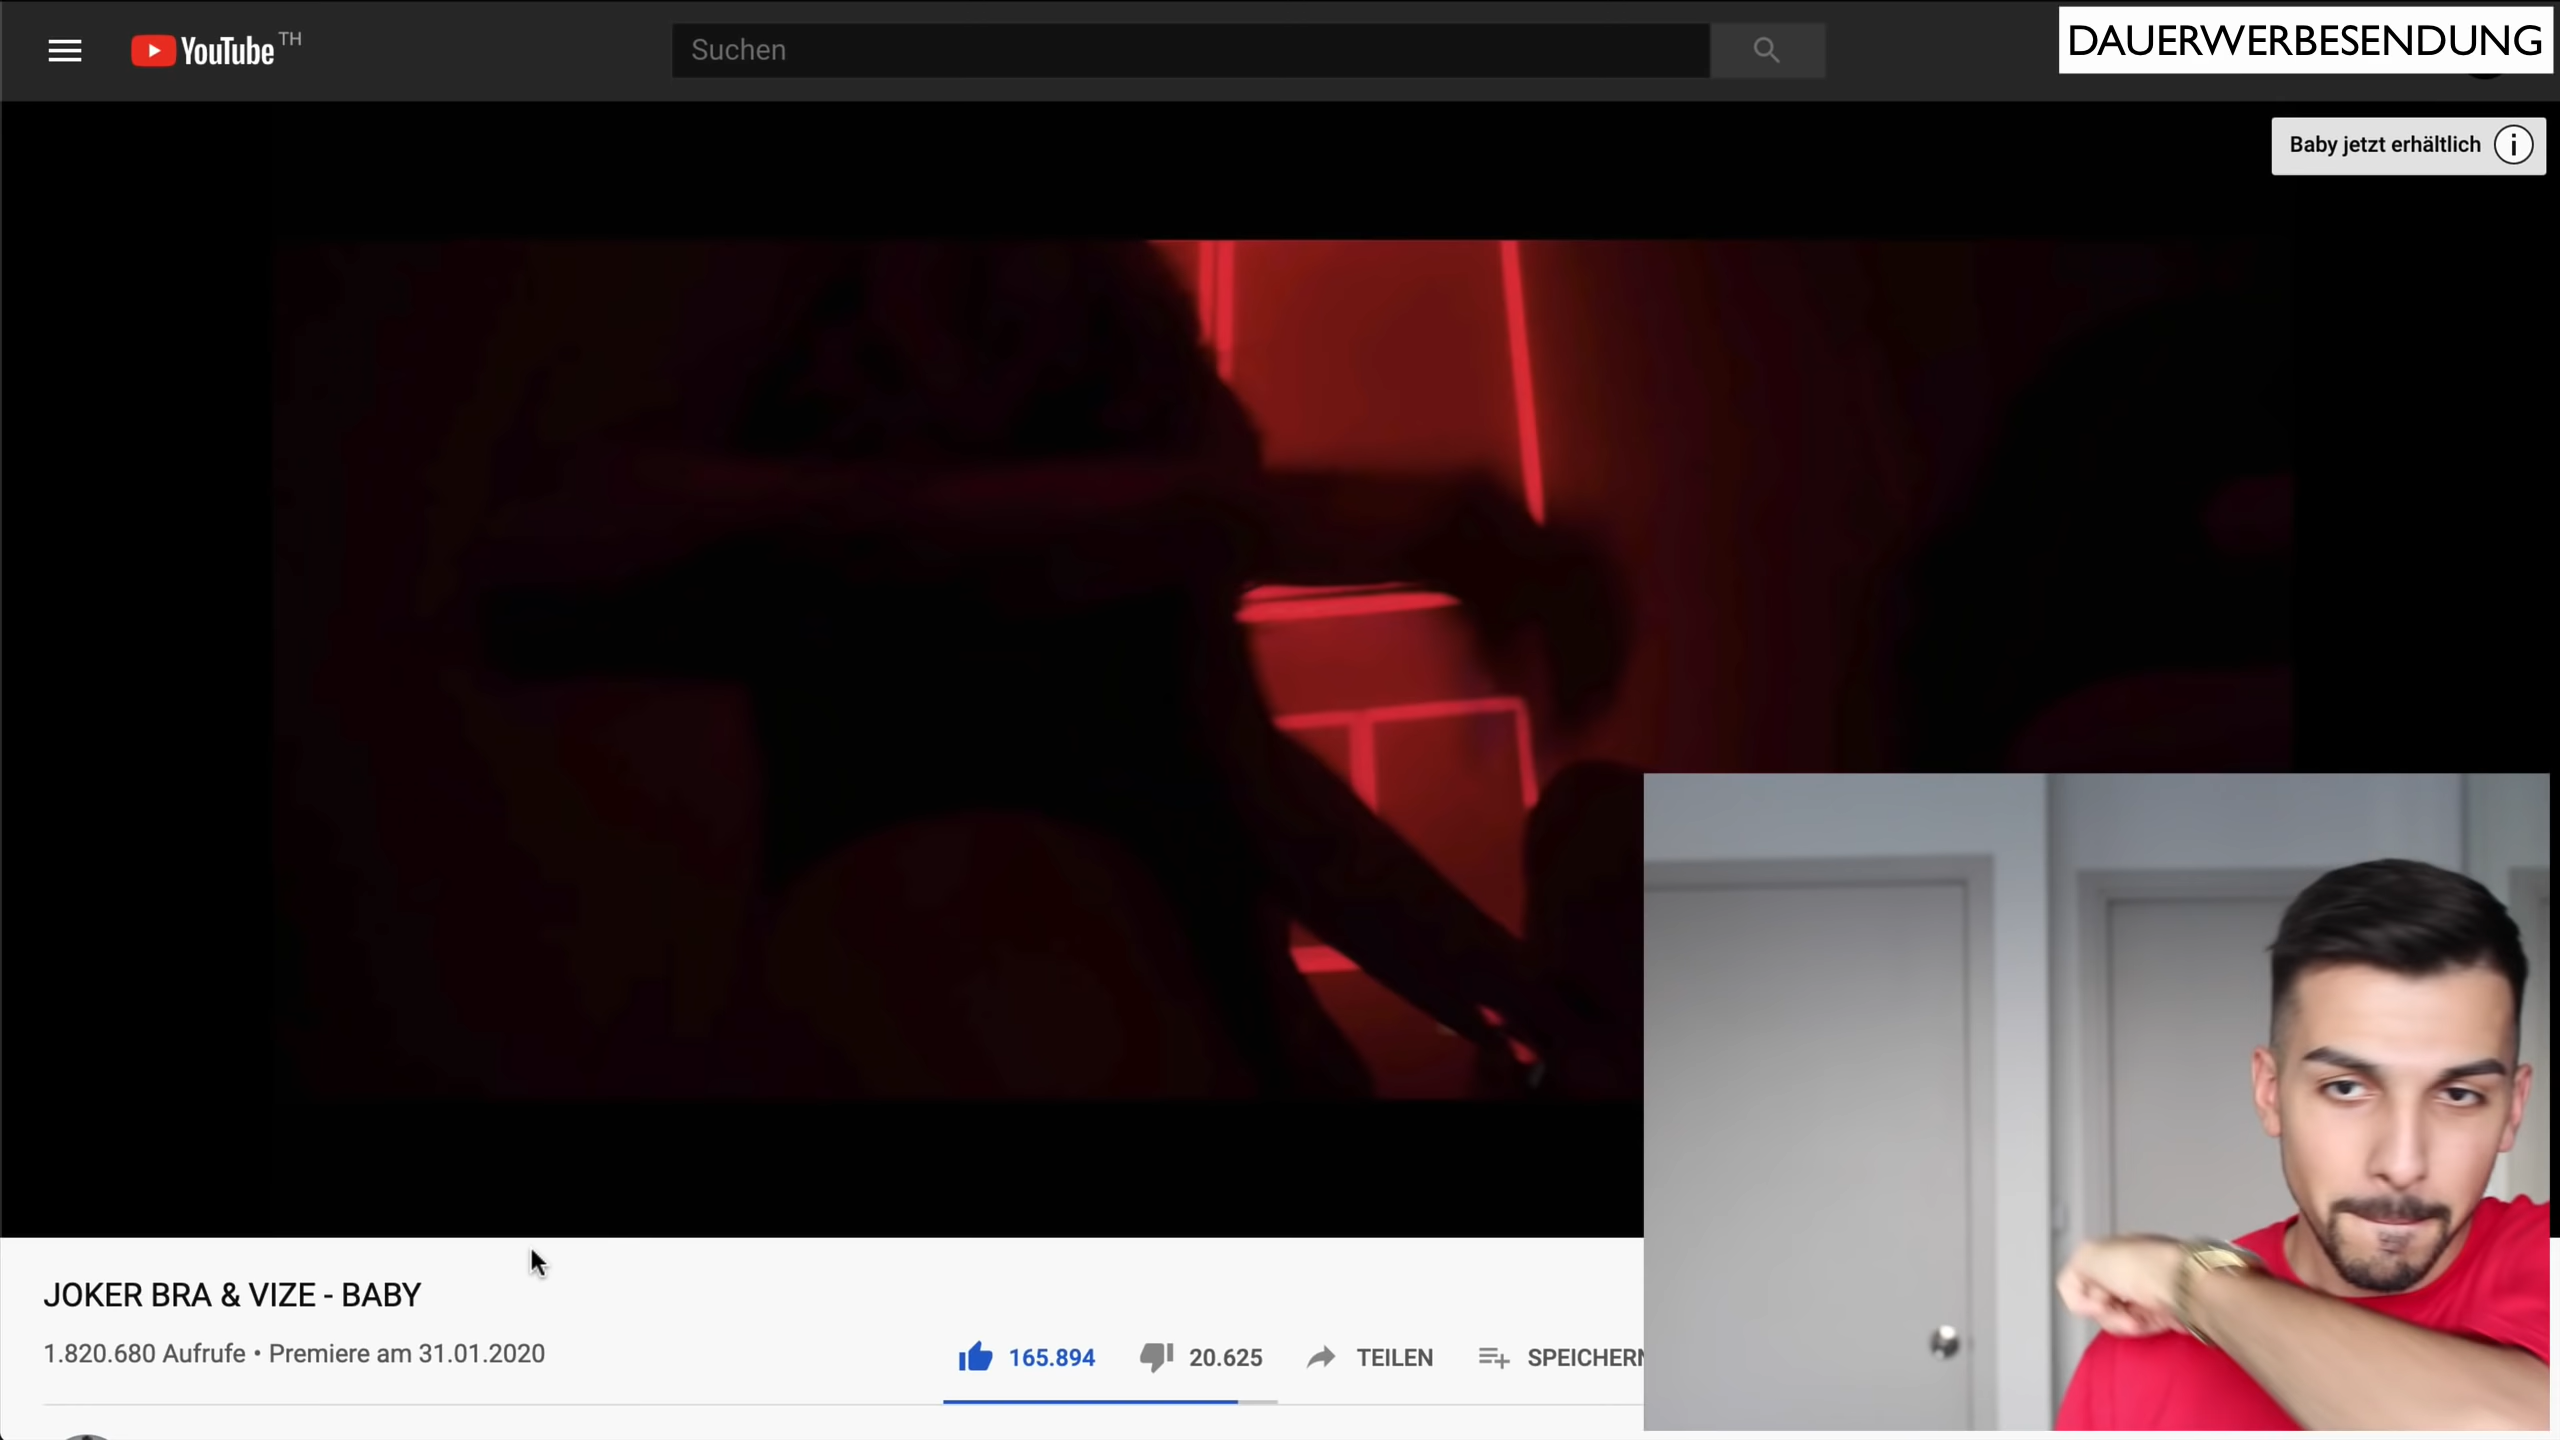 YouTube TH
Suchen
DAUERWERBESENDUNG
Baby jetzt erhältlich
JOKER BRA & VIZE - BABY
1.820.680 Aufrufe • Premiere am 31.01.2020
165.894
20.625
TEILEN
SPEICHERN